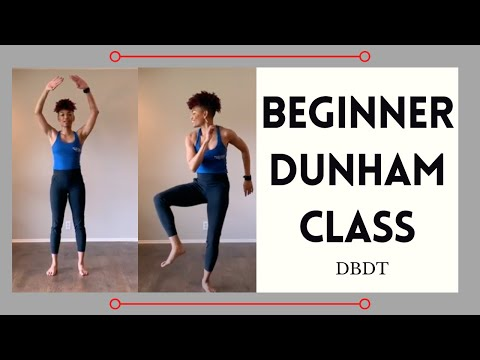 BEGINNER
DUNHAM
CLASS
DBDT